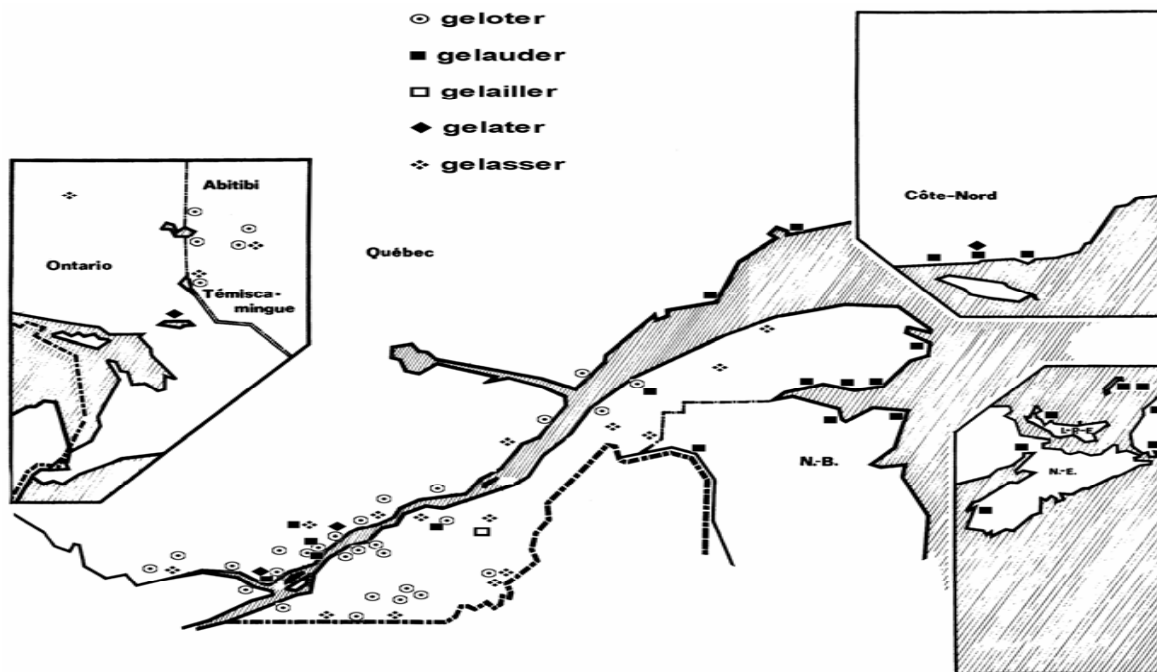 geloter
gelauder
gelailler
gelater
gelasser
Abitibi
Ontario
Témisca-
mingue
Québec
Côte-Nord
N.-B.
I.-P.-E.
N.-E.